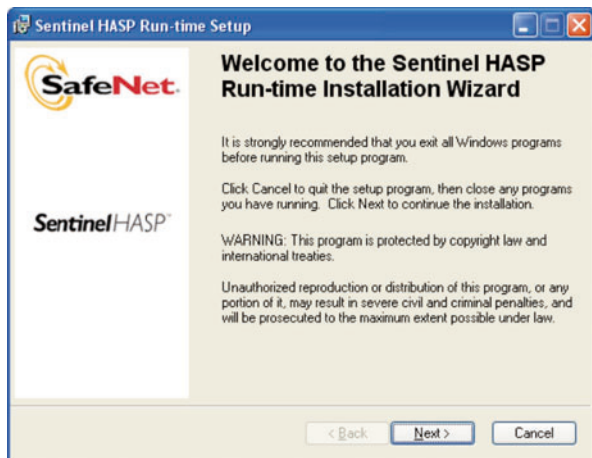 Sentinel HASP Run-time Setup
SafeNet.
SentinelHASP™
Welcome to the Sentinel HASP
Run-time Installation Wizard
It is strongly recommended that you exit all Windows programs
before running this setup program.
Click Cancel to quit the setup program, then close any programs
you have running. Click Next to continue the installation.
WARNING: This program is protected by copyright law and
international treaties.
Unauthorized reproduction or distribution of this program, or any
portion of it, may result in severe civil and criminal penalties, and
will be prosecuted to the maximum extent possible under law.
< Back
Next >
Cancel